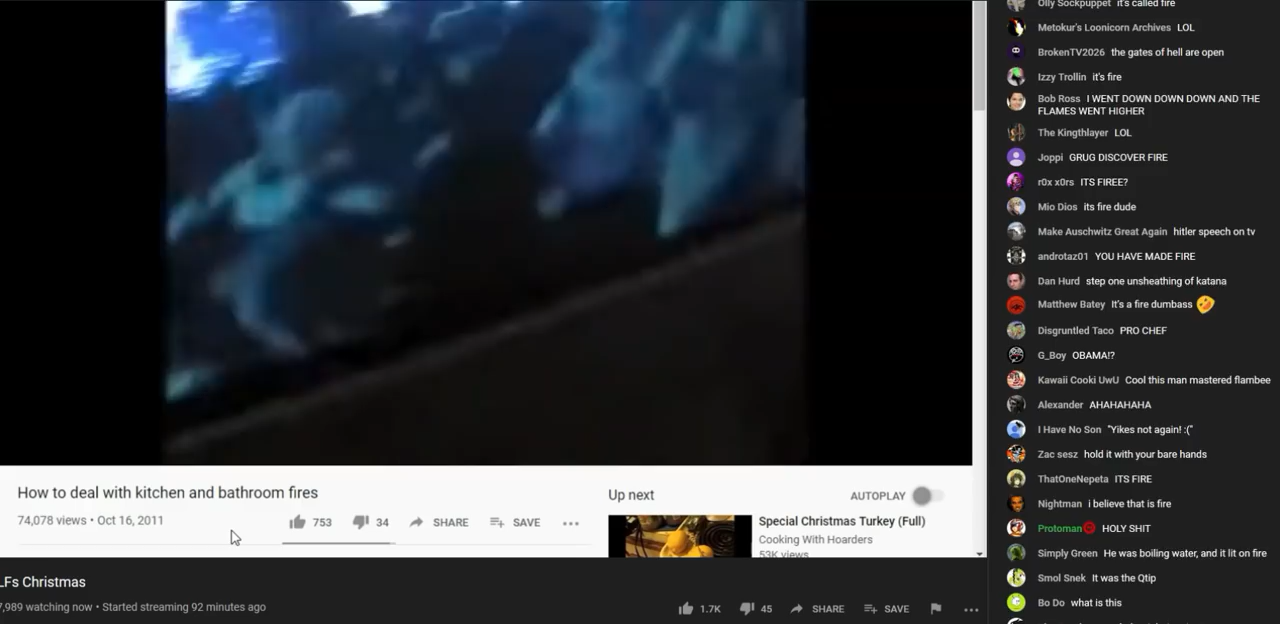 How to deal with kitchen and bathroom fires
74,078 views • Oct 16, 2011
753
34
SHARE
SAVE
Up next
AUTOPLAY
Special Christmas Turkey (Full)
Cooking With Hoarders
53K views
LFs Christmas
7,989 watching now • Started streaming 92 minutes ago
1.7K
45
SHARE
SAVE
Olly Sockpuppet it's called fire
Metokur's Loonicorn Archives LOL
BrokenTV2026 the gates of hell are open
Izzy Trollin it's fire
Bob Ross I WENT DOWN DOWN DOWN AND THE
FLAMES WENT HIGHER
The Kingthlayer LOL
Joppi GRUG DISCOVER FIRE
r0x x0rs ITS FIREE?
Mio Dios its fire dude
Make Auschwitz Great Again hitler speech on tv
androtaz01 YOU HAVE MADE FIRE
Dan Hurd step one unsheathing of katana
Matthew Batey It's a fire dumbass 🤣
Disgruntled Taco PRO CHEF
G_Boy OBAMA!?
Kawaii Cooki UwU Cool this man mastered flambee
Alexander AHAHAHAHA
I Have No Son "Yikes not again! :("
Zac sesz hold it with your bare hands
ThatOneNepeta ITS FIRE
Nightman i believe that is fire
Protoman HOLY SHIT
Simply Green He was boiling water, and it lit on fire
Smol Snek It was the Qtip
Bo Do what is this